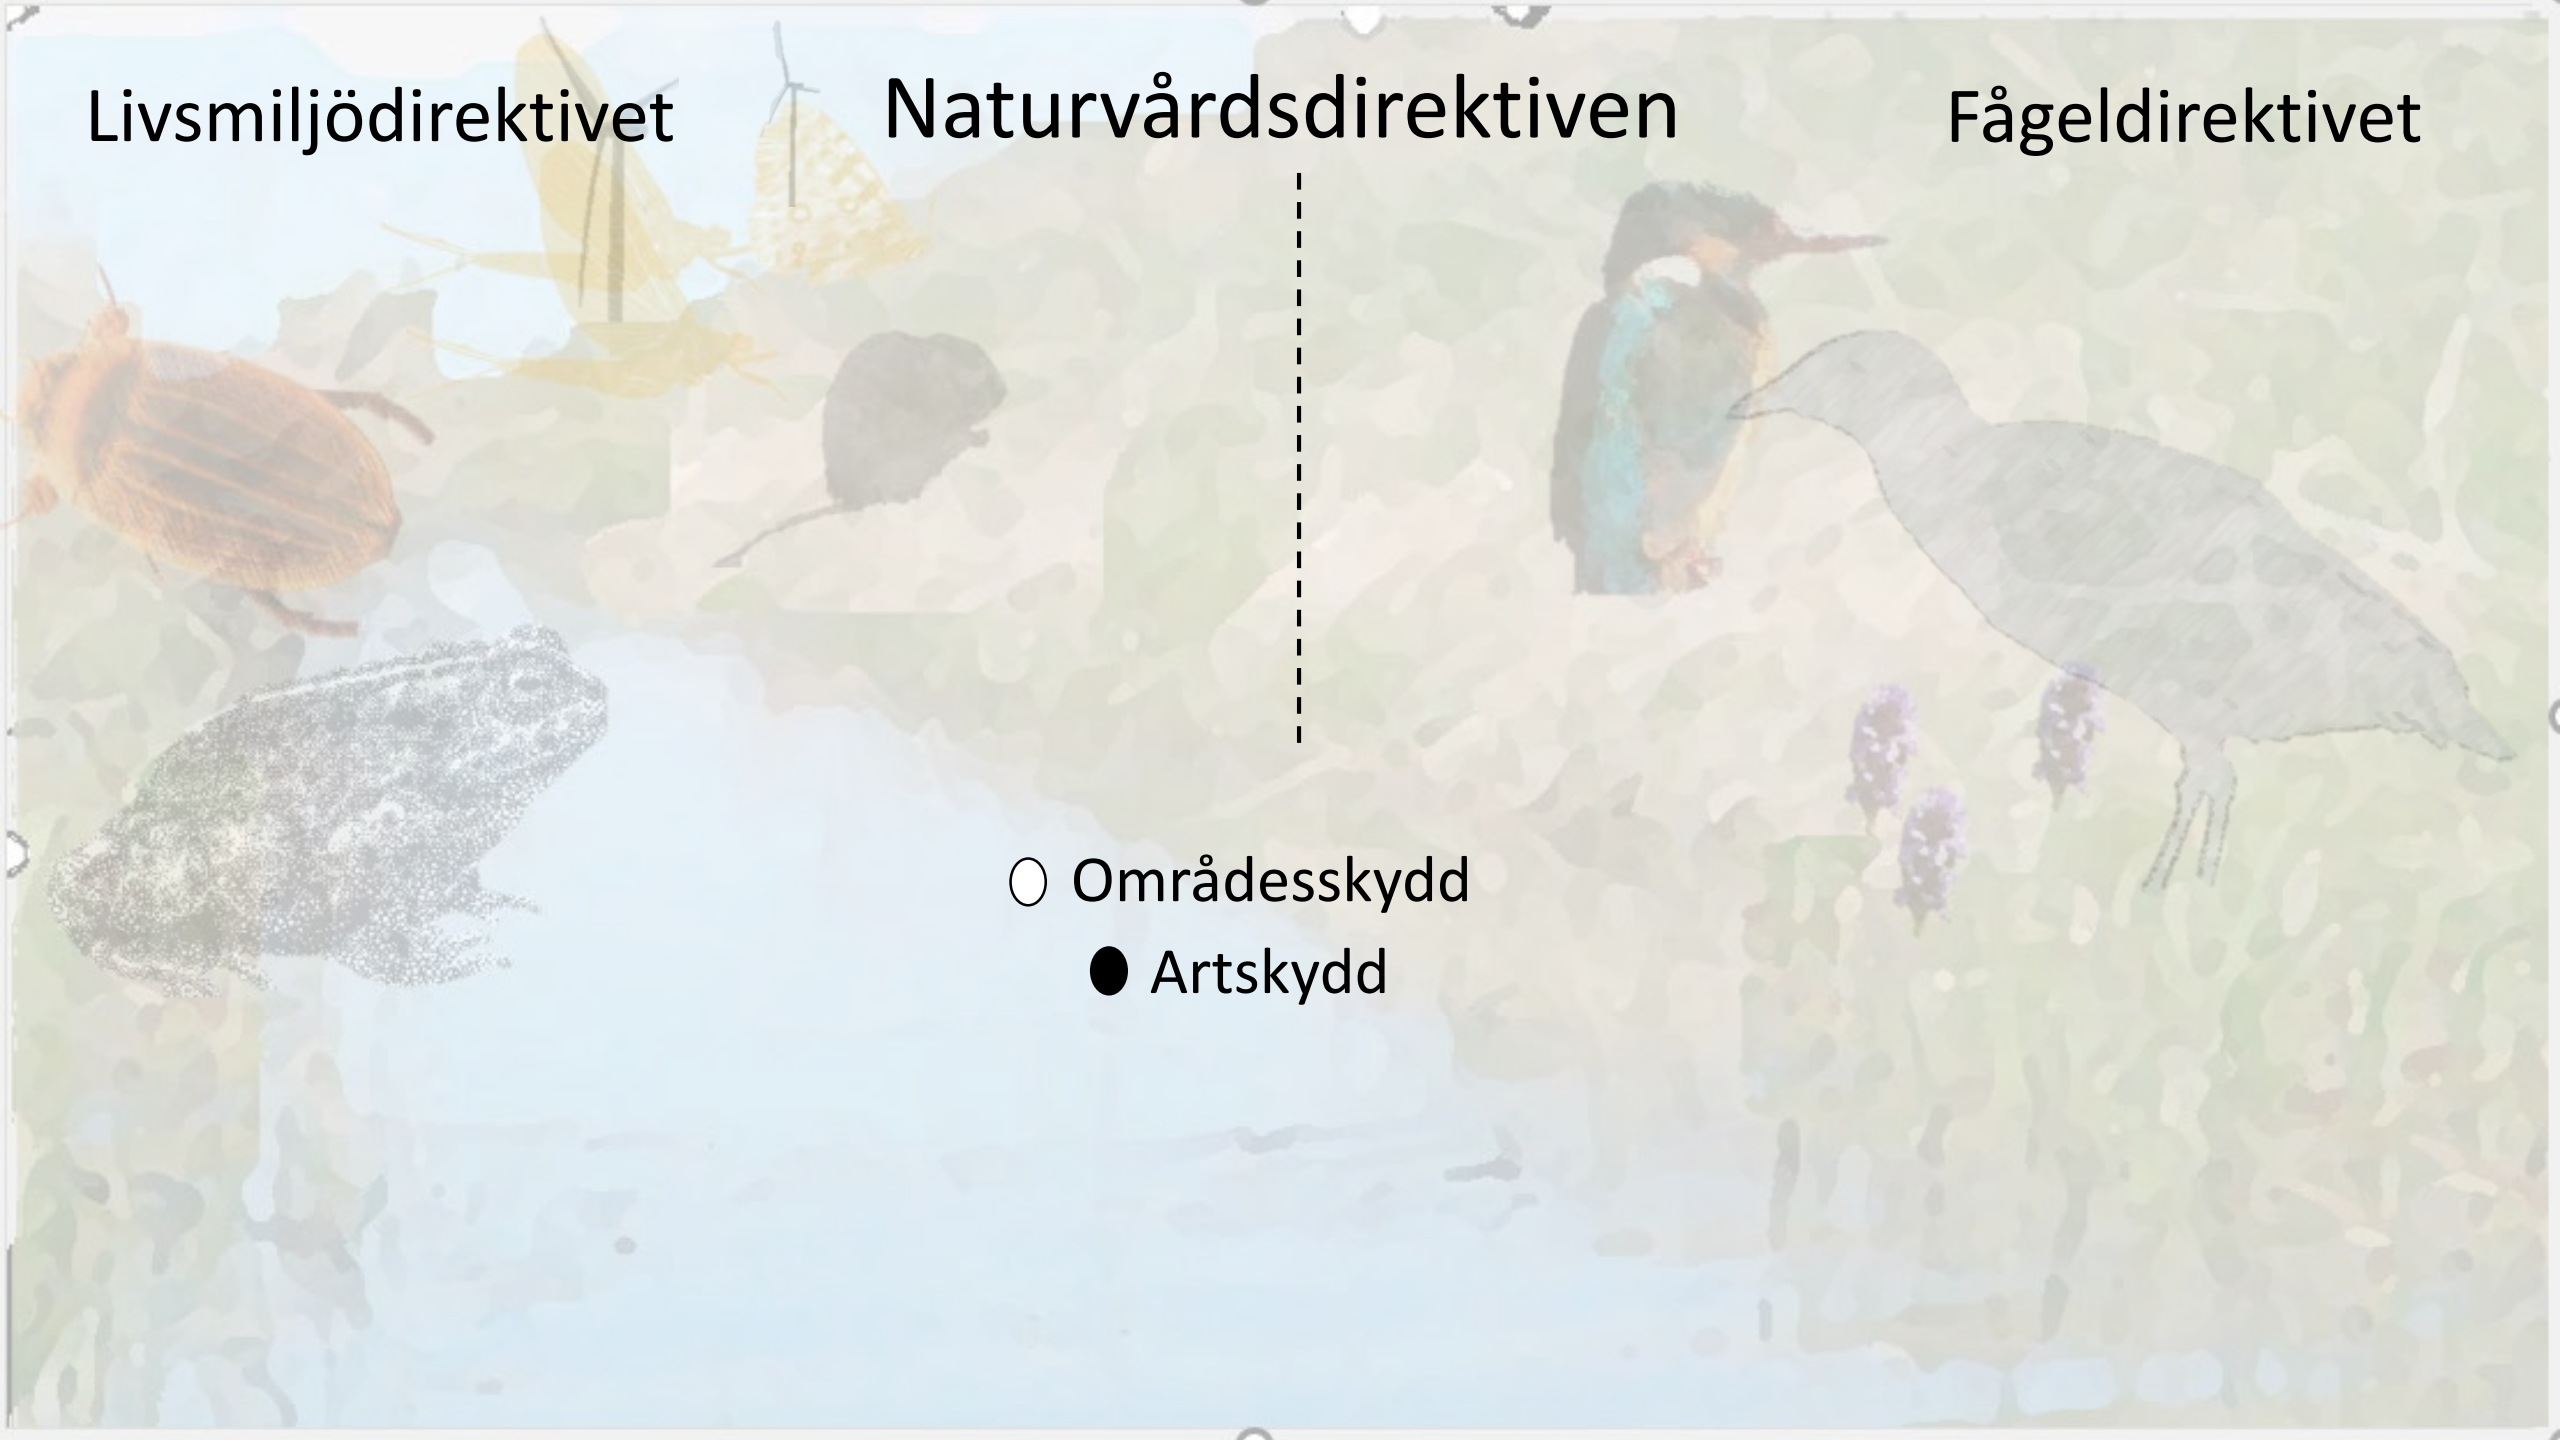 Livsmiljödirektivet
Naturvårdsdirektiven
Fågeldirektivet
Områdesskydd
Artskydd